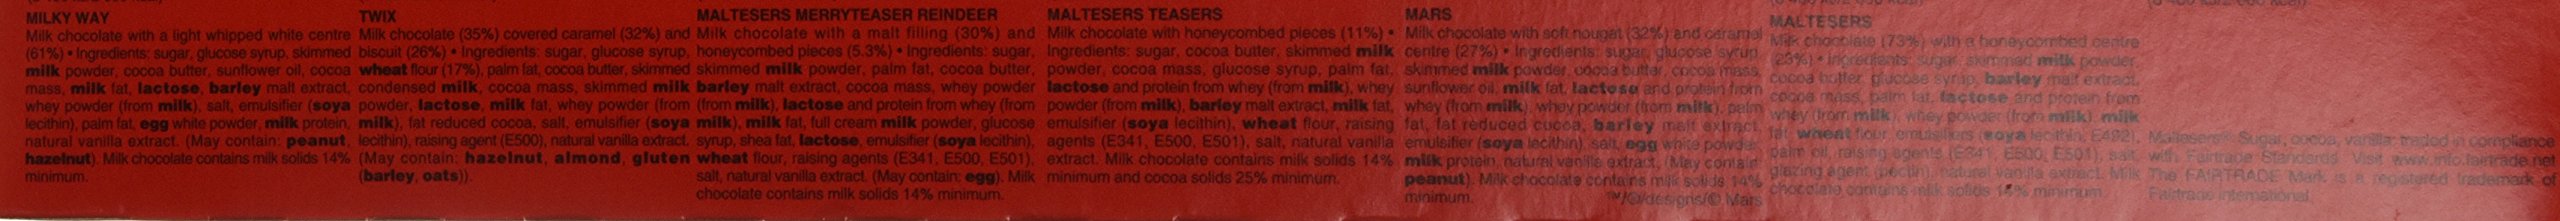 MILKY WAY
Milk chocolate with a light whipped white centre
(61%) • Ingredients: sugar, glucose syrup, skimmed
milk powder, cocoa butter, sunflower oil, cocoa
mass, milk fat, lactose, barley malt extract,
whey powder (from milk), salt, emulsifier (soya
lecithin), palm fat, egg white powder, milk protein,
natural vanilla extract. (May contain: peanut,
hazelnut). Milk chocolate contains milk solids 14%
minimum.
TWIX
Milk chocolate (35%) covered caramel (32%) and
biscuit (26%) • Ingredients: sugar, glucose syrup,
wheat flour (17%), palm fat, cocoa butter, skimmed
condensed milk, cocoa mass, skimmed milk
powder, lactose, milk fat, whey powder (from
milk), fat reduced cocoa, salt, emulsifier (soya
lecithin), raising agent (E500), natural vanilla extract.
(May contain: hazelnut, almond, gluten
(barley, oats)).
MALTESERS MERRYTEASER REINDEER
Milk chocolate with a malt filling (30%) and
honeycombed pieces (5.3%) • Ingredients: sugar,
skimmed milk powder, palm fat, cocoa butter,
barley malt extract, cocoa mass, whey powder
(from milk), lactose and protein from whey (from
milk), milk fat, full cream milk powder, glucose
syrup, shea fat, lactose, emulsifier (soya lecithin),
wheat flour, raising agents (E341, E500, E501),
salt, natural vanilla extract. (May contain: egg). Milk
chocolate contains milk solids 14% minimum.
MALTESERS TEASERS
Milk chocolate with honeycombed pieces (11%) •
Ingredients: sugar, cocoa butter, skimmed milk
powder, cocoa mass, glucose syrup, palm fat,
lactose and protein from whey (from milk), whey
powder (from milk), barley malt extract, milk fat,
emulsifier (soya lecithin), wheat flour, raising
agents (E341, E500, E501), salt, natural vanilla
extract. Milk chocolate contains milk solids 14%
minimum and cocoa solids 25% minimum.
MARS
Milk chocolate with soft nougat (32%) and caramel
centre (27%) • Ingredients: sugar, glucose syrup,
skimmed milk powder, cocoa butter, cocoa mass,
sunflower oil, milk fat, lactose and protein from
whey (from milk), whey powder (from milk), palm
fat, fat reduced cocoa, barley malt extract,
emulsifier (soya lecithin), salt, egg white powder,
milk protein, natural vanilla extract. (May contain:
peanut). Milk chocolate contains milk solids 14%
minimum.
™/®/designs/© Mars
MALTESERS
Milk chocolate (73%) with a honeycombed centre
(23%) • Ingredients: sugar, skimmed milk powder,
cocoa butter, glucose syrup, barley malt extract,
cocoa mass, palm fat, lactose and protein from
whey (from milk), whey powder (from milk), milk
fat, wheat flour, emulsifiers (soya lecithin, E492),
palm oil, raising agents (E341, E500, E501), salt,
glazing agent (pectin), natural vanilla extract. Milk
chocolate contains milk solids 14% minimum.
Maltesers®: Sugar, cocoa, vanilla: traded in compliance
with Fairtrade Standards. Visit www.info.fairtrade.net
The FAIRTRADE Mark is a registered trademark of
Fairtrade International.